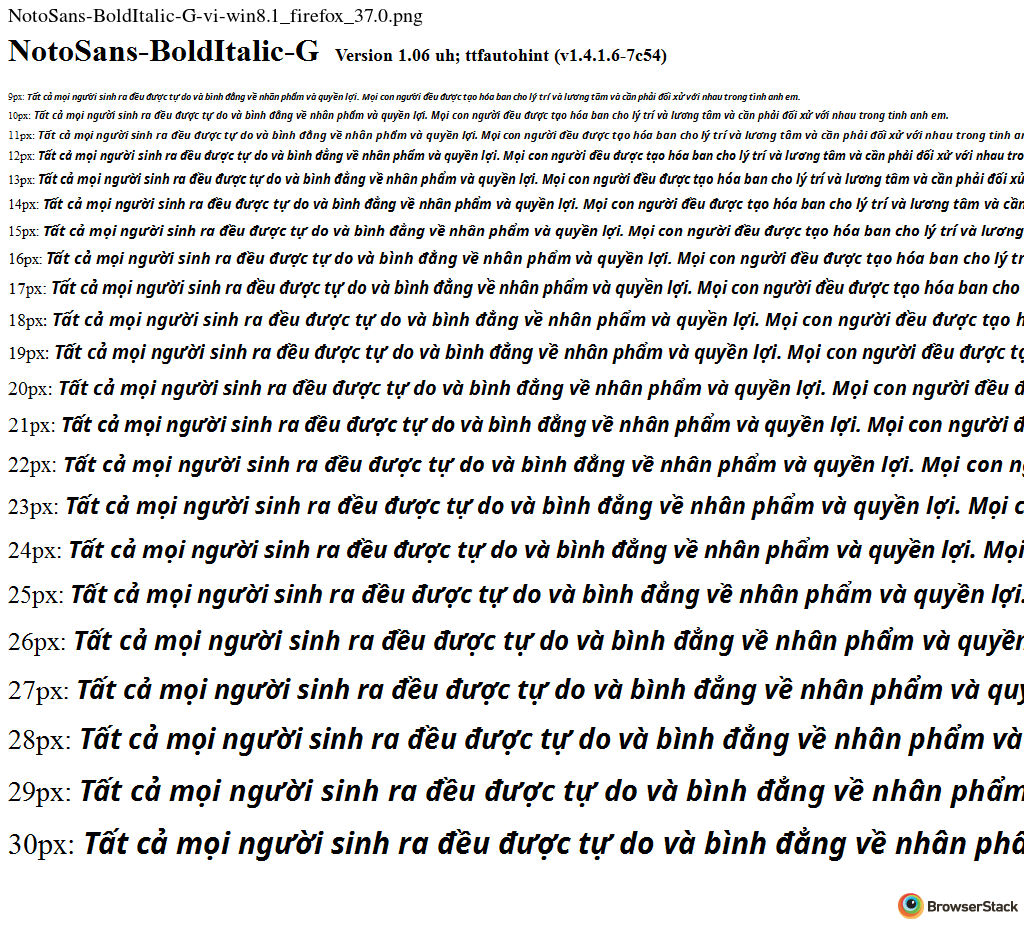 NotoSans-BoldItalic-G-vi-win8.1_firefox_37.0.png
NotoSans-BoldItalic-G Version 1.06 uh; ttfautohint (v1.4.1.6-7c54)
9px: Tất cả mọi người sinh ra đều được tự do và bình đẳng về nhân phẩm và quyền lợi. Mọi con người đều được tạo hóa ban cho lý trí và lương tâm và cần phải đối xử với nhau trong tình anh em.
10px: Tất cả mọi người sinh ra đều được tự do và bình đẳng về nhân phẩm và quyền lợi. Mọi con người đều được tạo hóa ban cho lý trí và lương tâm và cần phải đối xử với nhau trong tình anh em.
11px: Tất cả mọi người sinh ra đều được tự do và bình đẳng về nhân phẩm và quyền lợi. Mọi con người đều được tạo hóa ban cho lý trí và lương tâm và cần phải đối xử với nhau trong tình an
12px: Tất cả mọi người sinh ra đều được tự do và bình đẳng về nhân phẩm và quyền lợi. Mọi con người đều được tạo hóa ban cho lý trí và lương tâm và cần phải đối xử với nhau tro
13px: Tất cả mọi người sinh ra đều được tự do và bình đẳng về nhân phẩm và quyền lợi. Mọi con người đều được tạo hóa ban cho lý trí và lương tâm và cần phải đối xử
14px: Tất cả mọi người sinh ra đều được tự do và bình đẳng về nhân phẩm và quyền lợi. Mọi con người đều được tạo hóa ban cho lý trí và lương tâm và cần
15px: Tất cả mọi người sinh ra đều được tự do và bình đẳng về nhân phẩm và quyền lợi. Mọi con người đều được tạo hóa ban cho lý trí và lương
16px: Tất cả mọi người sinh ra đều được tự do và bình đẳng về nhân phẩm và quyền lợi. Mọi con người đều được tạo hóa ban cho lý tr
17px: Tất cả mọi người sinh ra đều được tự do và bình đẳng về nhân phẩm và quyền lợi. Mọi con người đều được tạo hóa ban cho
18px: Tất cả mọi người sinh ra đều được tự do và bình đẳng về nhân phẩm và quyền lợi. Mọi con người đều được tạo h
19px: Tất cả mọi người sinh ra đều được tự do và bình đẳng về nhân phẩm và quyền lợi. Mọi con người đều được tạ
20px: Tất cả mọi người sinh ra đều được tự do và bình đẳng về nhân phẩm và quyền lợi. Mọi con người đều đ
21px: Tất cả mọi người sinh ra đều được tự do và bình đẳng về nhân phẩm và quyền lợi. Mọi con người đ
22px: Tất cả mọi người sinh ra đều được tự do và bình đẳng về nhân phẩm và quyền lợi. Mọi con ng
23px: Tất cả mọi người sinh ra đều được tự do và bình đẳng về nhân phẩm và quyền lợi. Mọi c
24px: Tất cả mọi người sinh ra đều được tự do và bình đẳng về nhân phẩm và quyền lợi. Mọi
25px: Tất cả mọi người sinh ra đều được tự do và bình đẳng về nhân phẩm và quyền lợi.
26px: Tất cả mọi người sinh ra đều được tự do và bình đẳng về nhân phẩm và quyền
27px: Tất cả mọi người sinh ra đều được tự do và bình đẳng về nhân phẩm và quy
28px: Tất cả mọi người sinh ra đều được tự do và bình đẳng về nhân phẩm và
29px: Tất cả mọi người sinh ra đều được tự do và bình đẳng về nhân phẩm
30px: Tất cả mọi người sinh ra đều được tự do và bình đẳng về nhân phẩ
BrowserStack